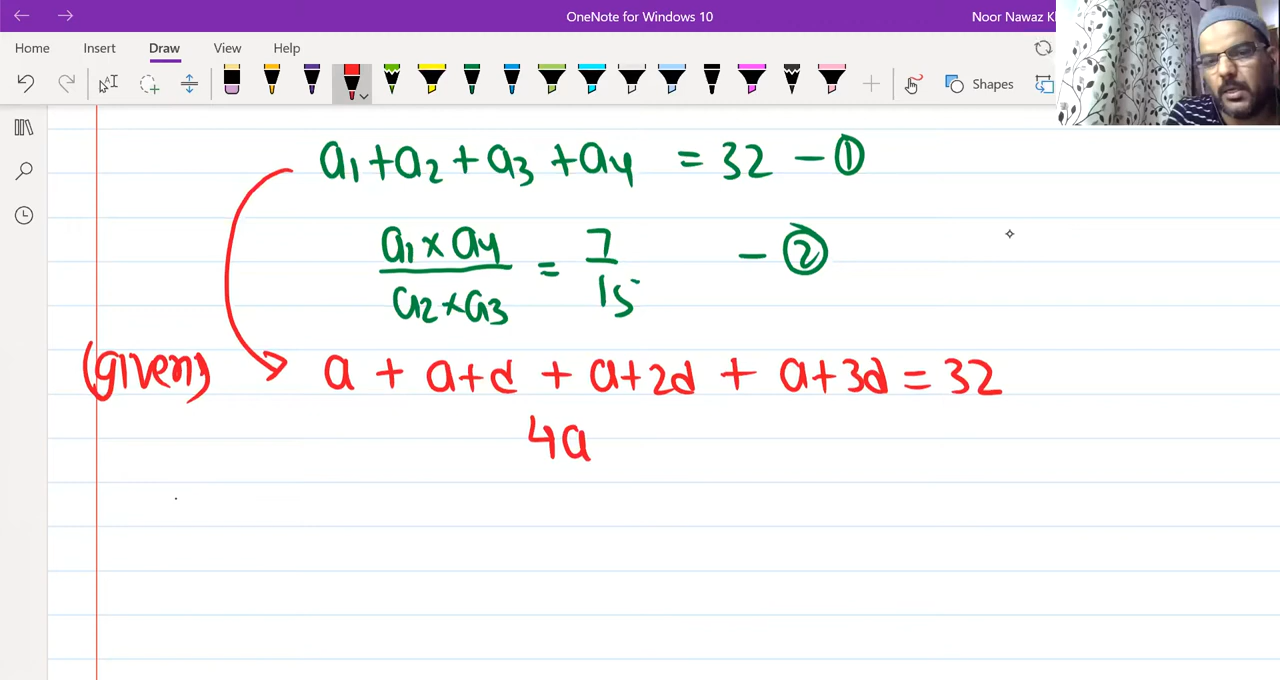 OneNote for Windows 10
Noor Nawaz Kh
Home Insert Draw View Help
Shapes
a₁ + a₂ + a₃ + a₄ = 32 – ①
a₁ × a₄ / a₂ × a₃ = 7 / 15 – ②
(given) a + a+d + a+2d + a+3d = 32
4a